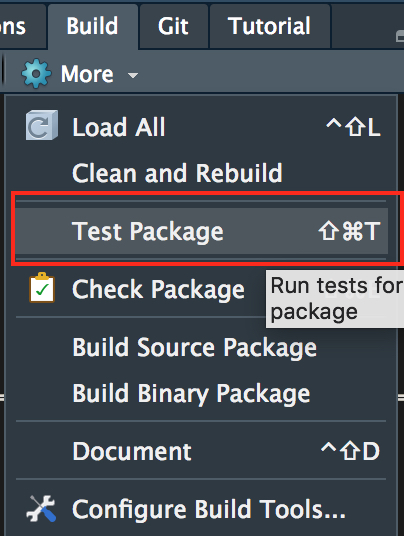 ons Build Git Tutorial
More
Load All ^⇧L
Clean and Rebuild
Test Package ⇧⌘T
Check Package
Run tests for
package
Build Source Package
Build Binary Package
Document ^⇧D
Configure Build Tools...